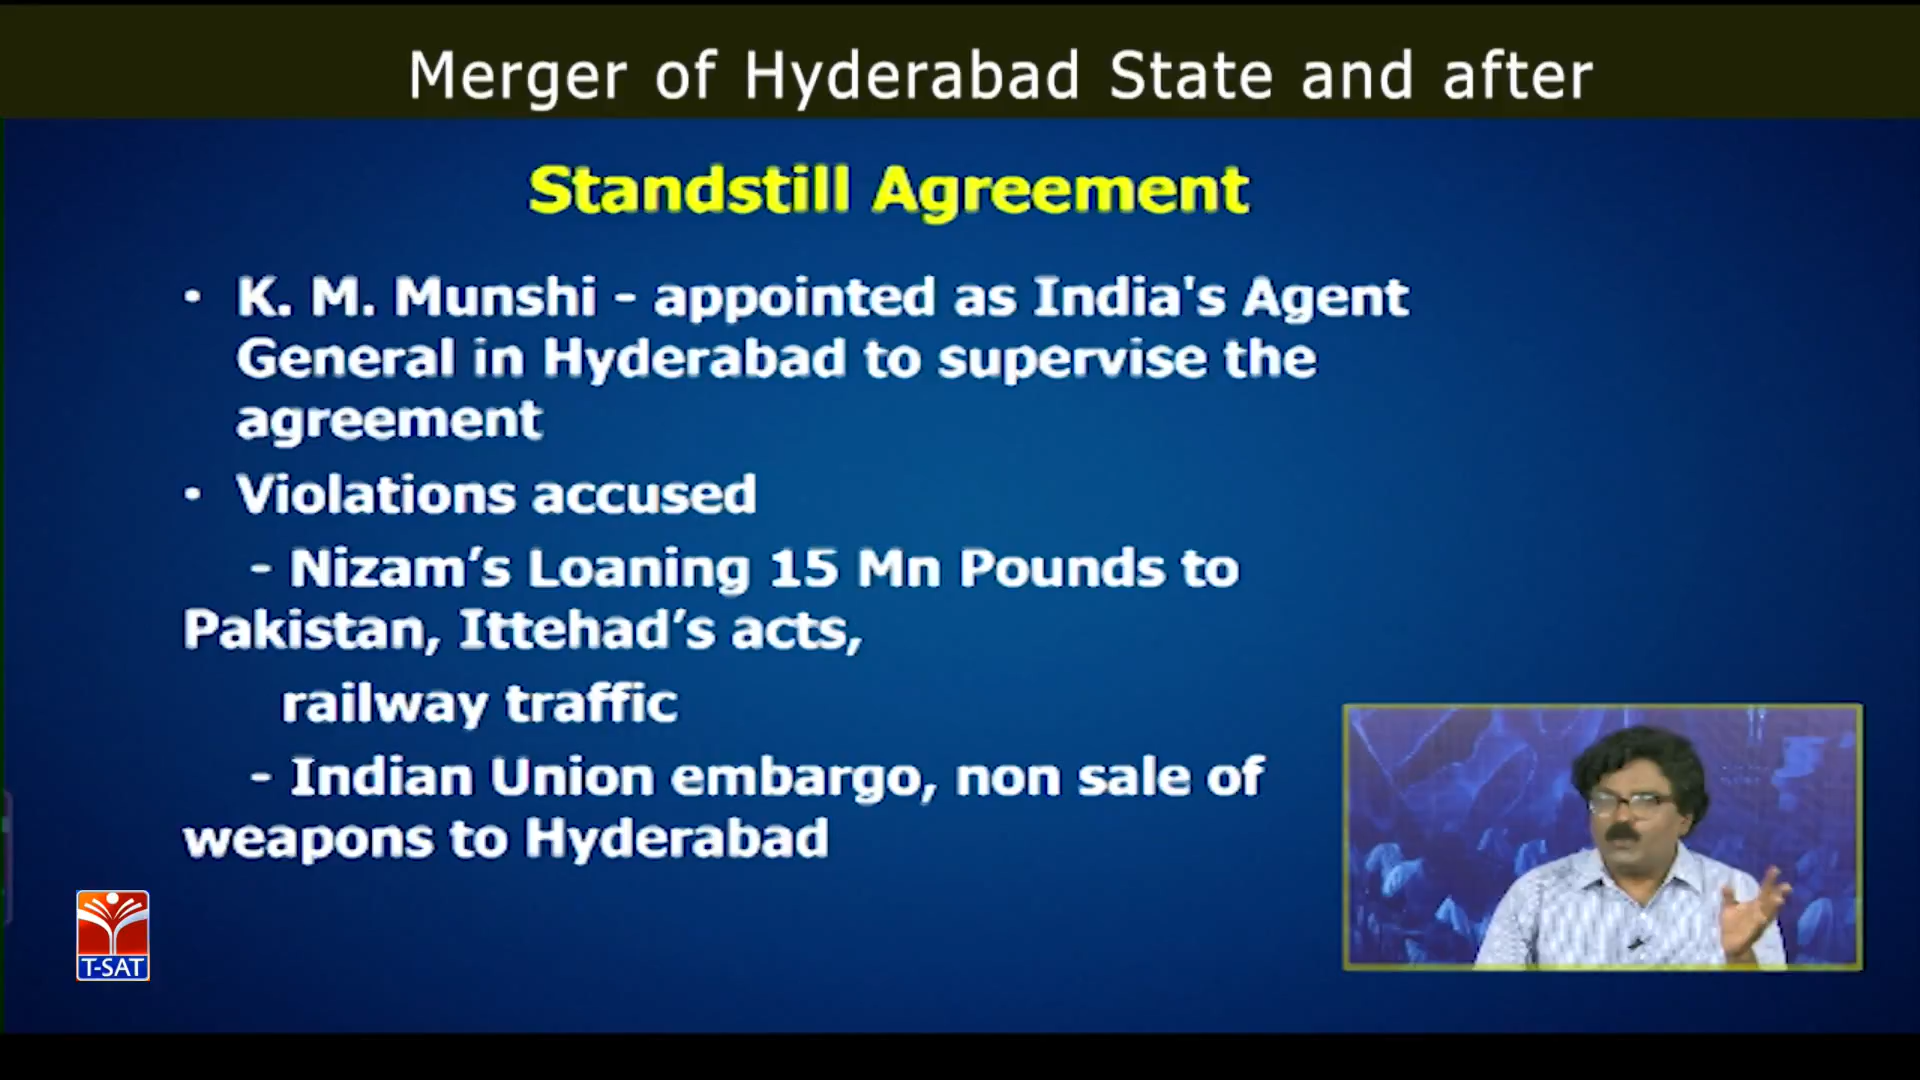 Merger of Hyderabad State and after
Standstill Agreement
• K. M. Munshi - appointed as India's Agent
General in Hyderabad to supervise the
agreement
• Violations accused
- Nizam’s Loaning 15 Mn Pounds to
Pakistan, Ittehad’s acts,
railway traffic
- Indian Union embargo, non sale of
weapons to Hyderabad
T-SAT